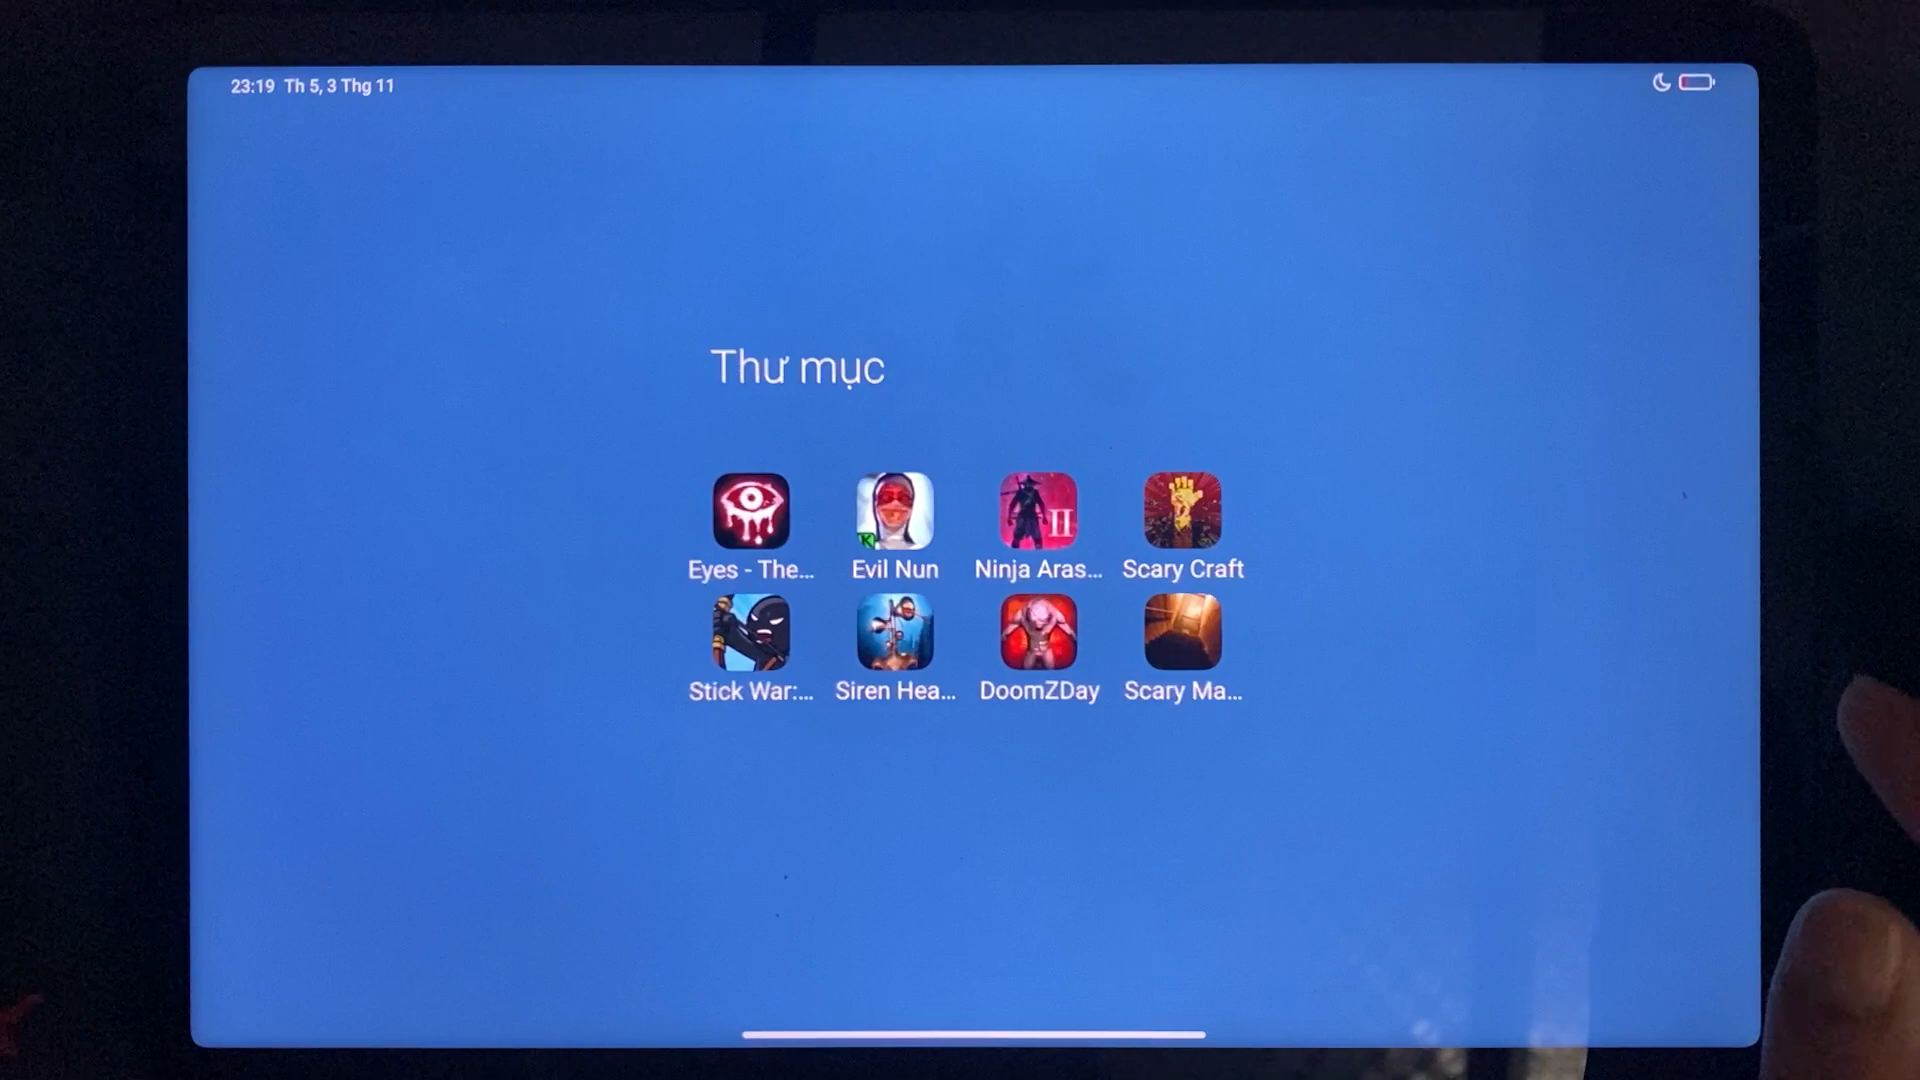 23:19 Th 5, 3 Thg 11
Thư mục
II
K
Eyes - The... Evil Nun Ninja Aras... Scary Craft
Stick War:... Siren Hea... DoomZDay Scary Ma...